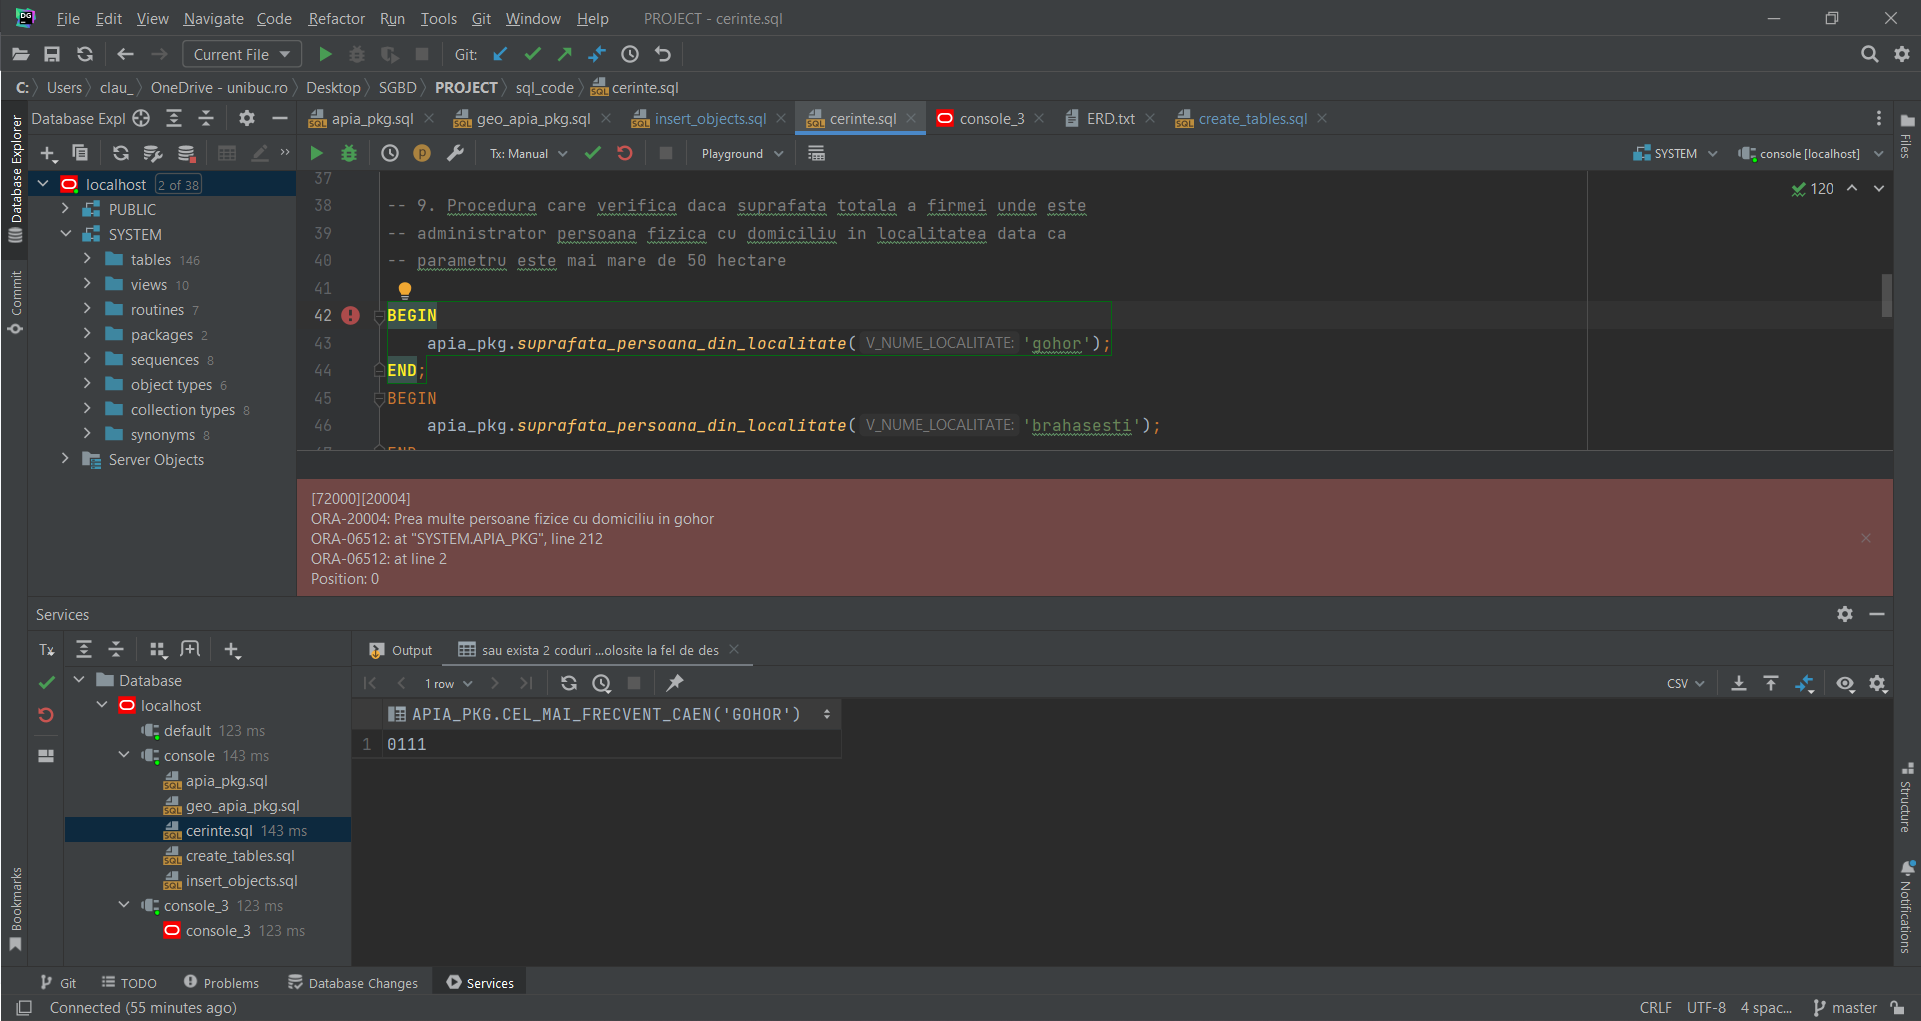 DG File Edit View Navigate Code Refactor Run Tools Git Window Help PROJECT - cerinte.sql
Current File Git:
C: Users clau_ OneDrive - unibuc.ro Desktop SGBD PROJECT sql_code cerinte.sql
Database Expl apia_pkg.sql geo_apia_pkg.sql insert_objects.sql cerinte.sql console_3 ERD.txt create_tables.sql
Tx: Manual Playground SYSTEM console [localhost]
Database Explorer
Commit
Bookmarks
localhost 2 of 38
PUBLIC
SYSTEM
tables 146
views 10
routines 7
packages 2
sequences 8
object types 6
collection types 8
synonyms 8
Server Objects
37
38 -- 9. Procedura care verifica daca suprafata totala a firmei unde este
39 -- administrator persoana fizica cu domiciliu in localitatea data ca
40 -- parametru este mai mare de 50 hectare
41
42 BEGIN
43 apia_pkg.suprafata_persoana_din_localitate( V_NUME_LOCALITATE: 'gohor');
44 END;
45 BEGIN
46 apia_pkg.suprafata_persoana_din_localitate( V_NUME_LOCALITATE: 'brahasesti');
47 END
120
[72000][20004]
ORA-20004: Prea multe persoane fizice cu domiciliu in gohor
ORA-06512: at "SYSTEM.APIA_PKG", line 212
ORA-06512: at line 2
Position: 0
Services
Tx
Database
localhost
default 123 ms
console 143 ms
apia_pkg.sql
geo_apia_pkg.sql
cerinte.sql 143 ms
create_tables.sql
insert_objects.sql
console_3 123 ms
console_3 123 ms
Output sau exista 2 coduri ...olosite la fel de des
1 row CSV
APIA_PKG.CEL_MAI_FRECVENT_CAEN('GOHOR')
1 0111
Files
Structure
Notifications
Git TODO Problems Database Changes Services
Connected (55 minutes ago) CRLF UTF-8 4 spac... master